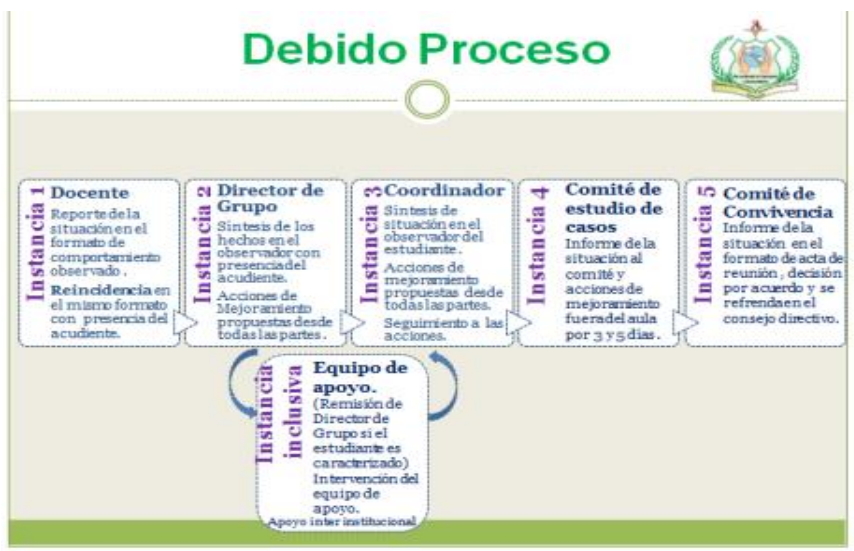 Debido Proceso
Instancia 1
Docente
Reporte de la
situación en el
formato de
comportamiento
observado.
Reincidencia en
el mismo formato
con presencia del
acudiente.
Instancia 2
Director de
Grupo
Síntesis de los
hechos en el
observador con
presencia del
acudiente.
Acciones de
Mejoramiento
propuestas desde
todas las partes.
Instancia 3
Coordinador
Síntesis de
situación en el
observador del
estudiante.
Acciones de
mejoramiento
propuestas desde
todas las partes.
Seguimiento a las
acciones.
Instancia 4
Comité de
estudio de
casos
Informe de la
situación al
comité y
acciones de
mejoramiento
fuera del aula
por 3 y 5 días.
Instancia 5
Comité de
Convivencia
Informe de la
situación en el
formato de acta de
reunión, decisión
por acuerdo y se
refrenda en el
consejo directivo.
Instancia
inclusiva
Equipo de
apoyo.
(Remisión de
Director de
Grupo si el
estudiante es
caracterizado)
Intervención del
equipo de
apoyo.
Apoyo inter institucional